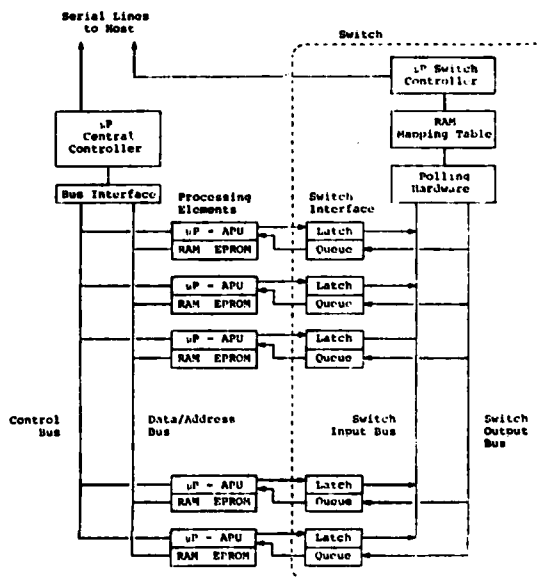 Serial Lines
to Host
Switch
μP Switch
Controller
μP
Central
Controller
RAM
Mapping Table
Polling
Hardware
Bus Interface
Processing
Elements
Switch
Interface
μP - APU
RAM EPROM
Latch
Queue
μP - APU
RAM EPROM
Latch
Queue
μP - APU
RAM EPROM
Latch
Queue
Control
Bus
Data/Address
Bus
Switch
Input Bus
Switch
Output
Bus
μP - APU
RAM EPROM
Latch
Queue
μP - APU
RAM EPROM
Latch
Queue